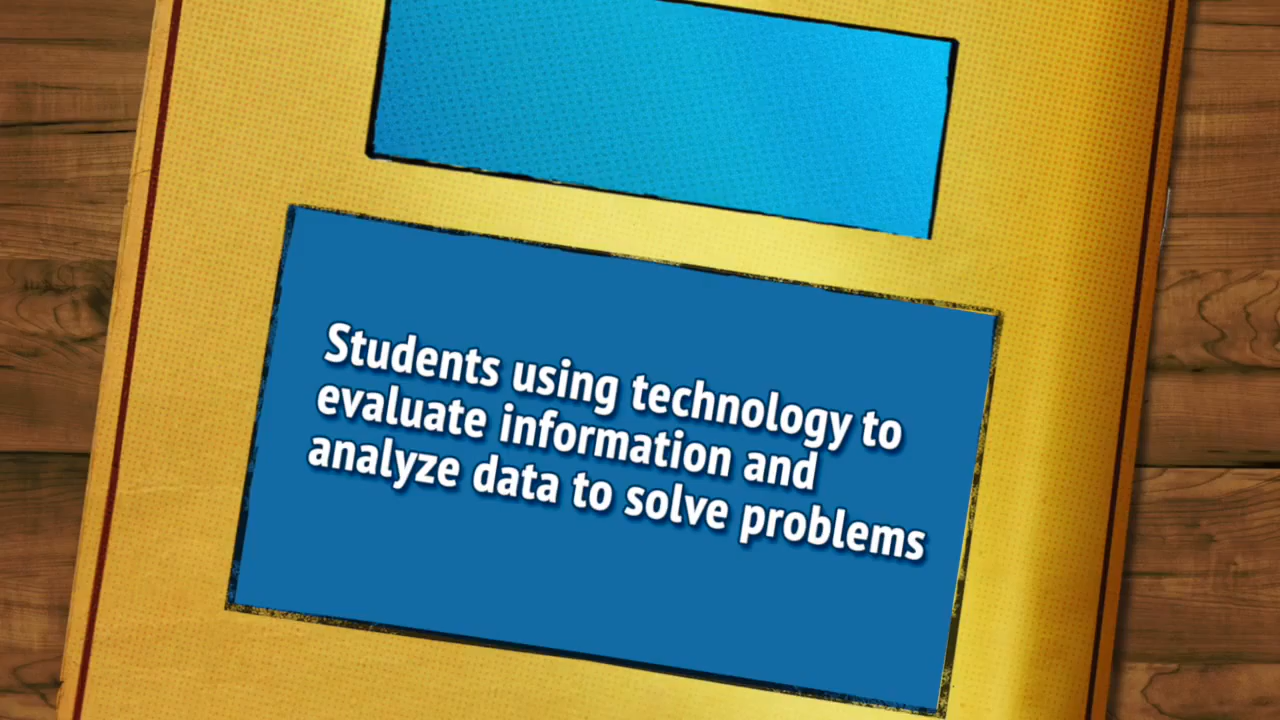 Students using technology to
evaluate information and
analyze data to solve problems